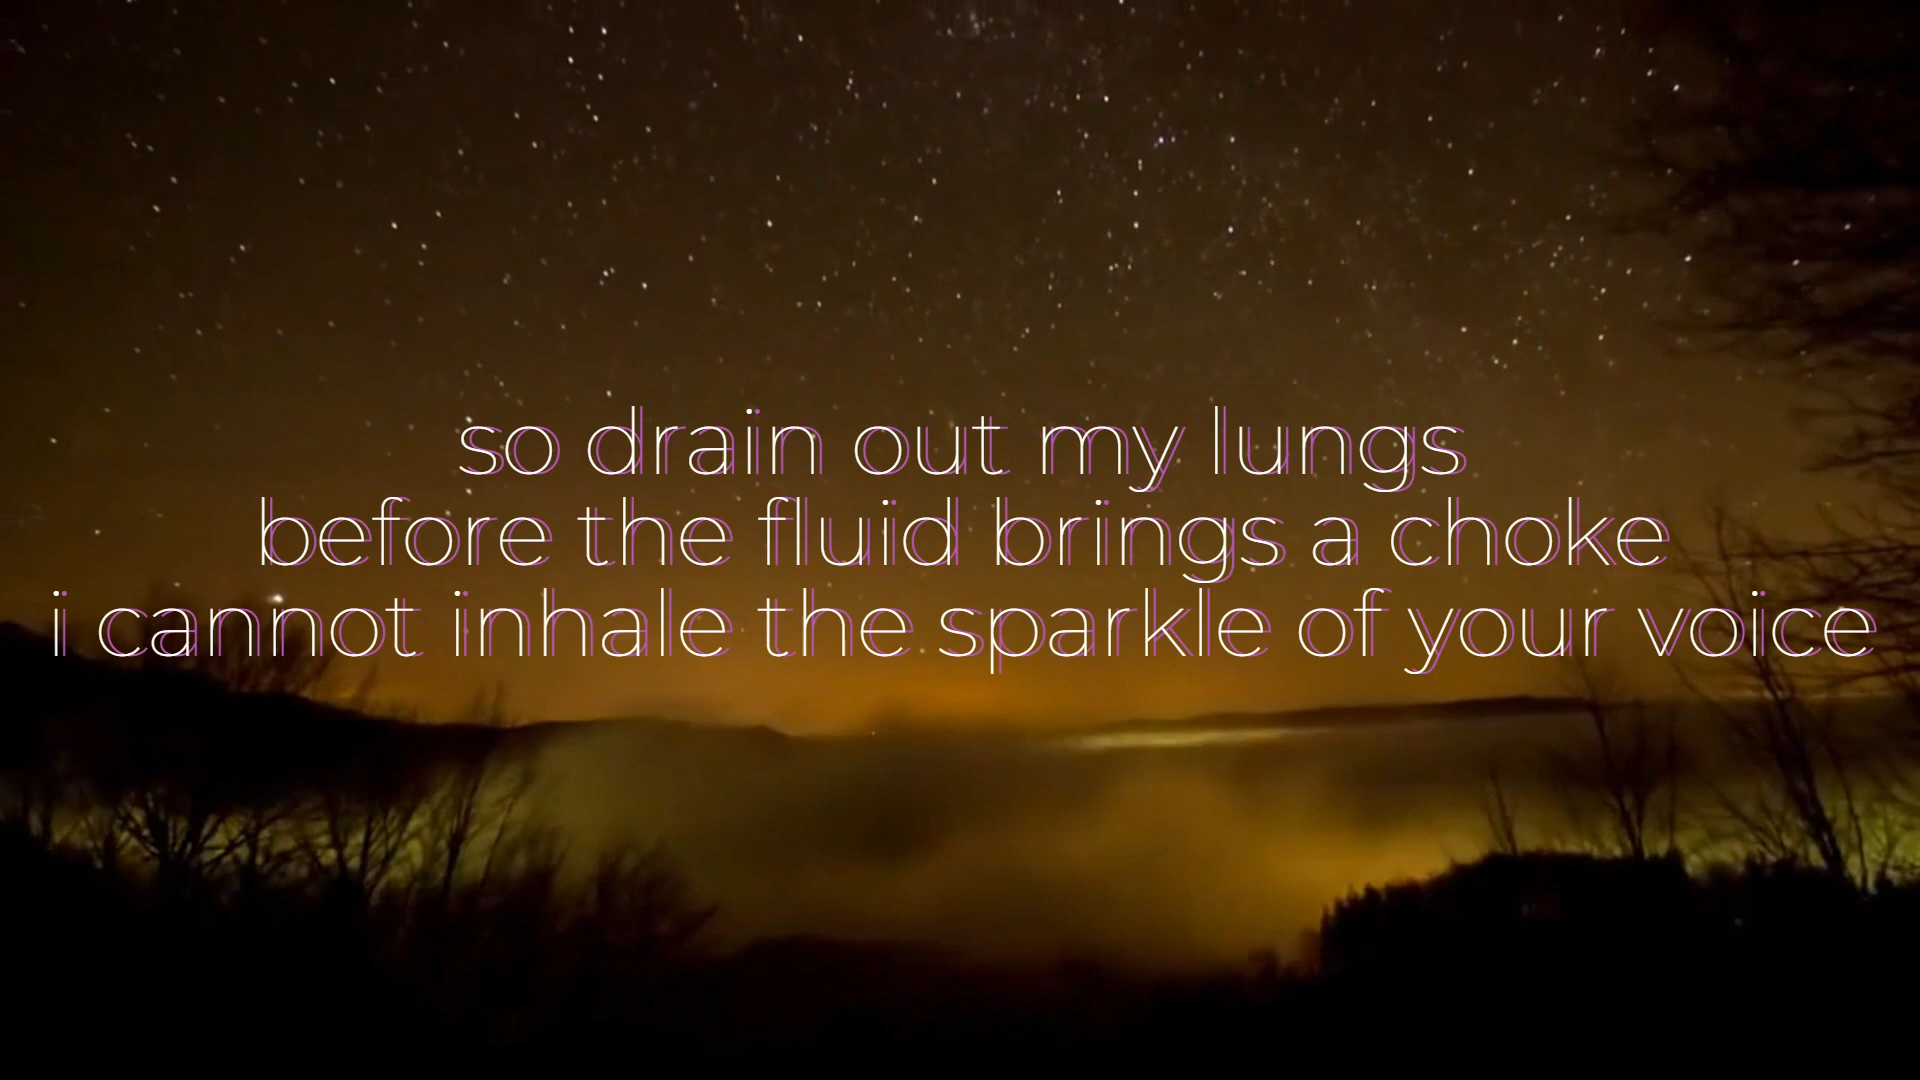 so drain out my lungs
before the fluid brings a choke
i cannot inhale the sparkle of your voice